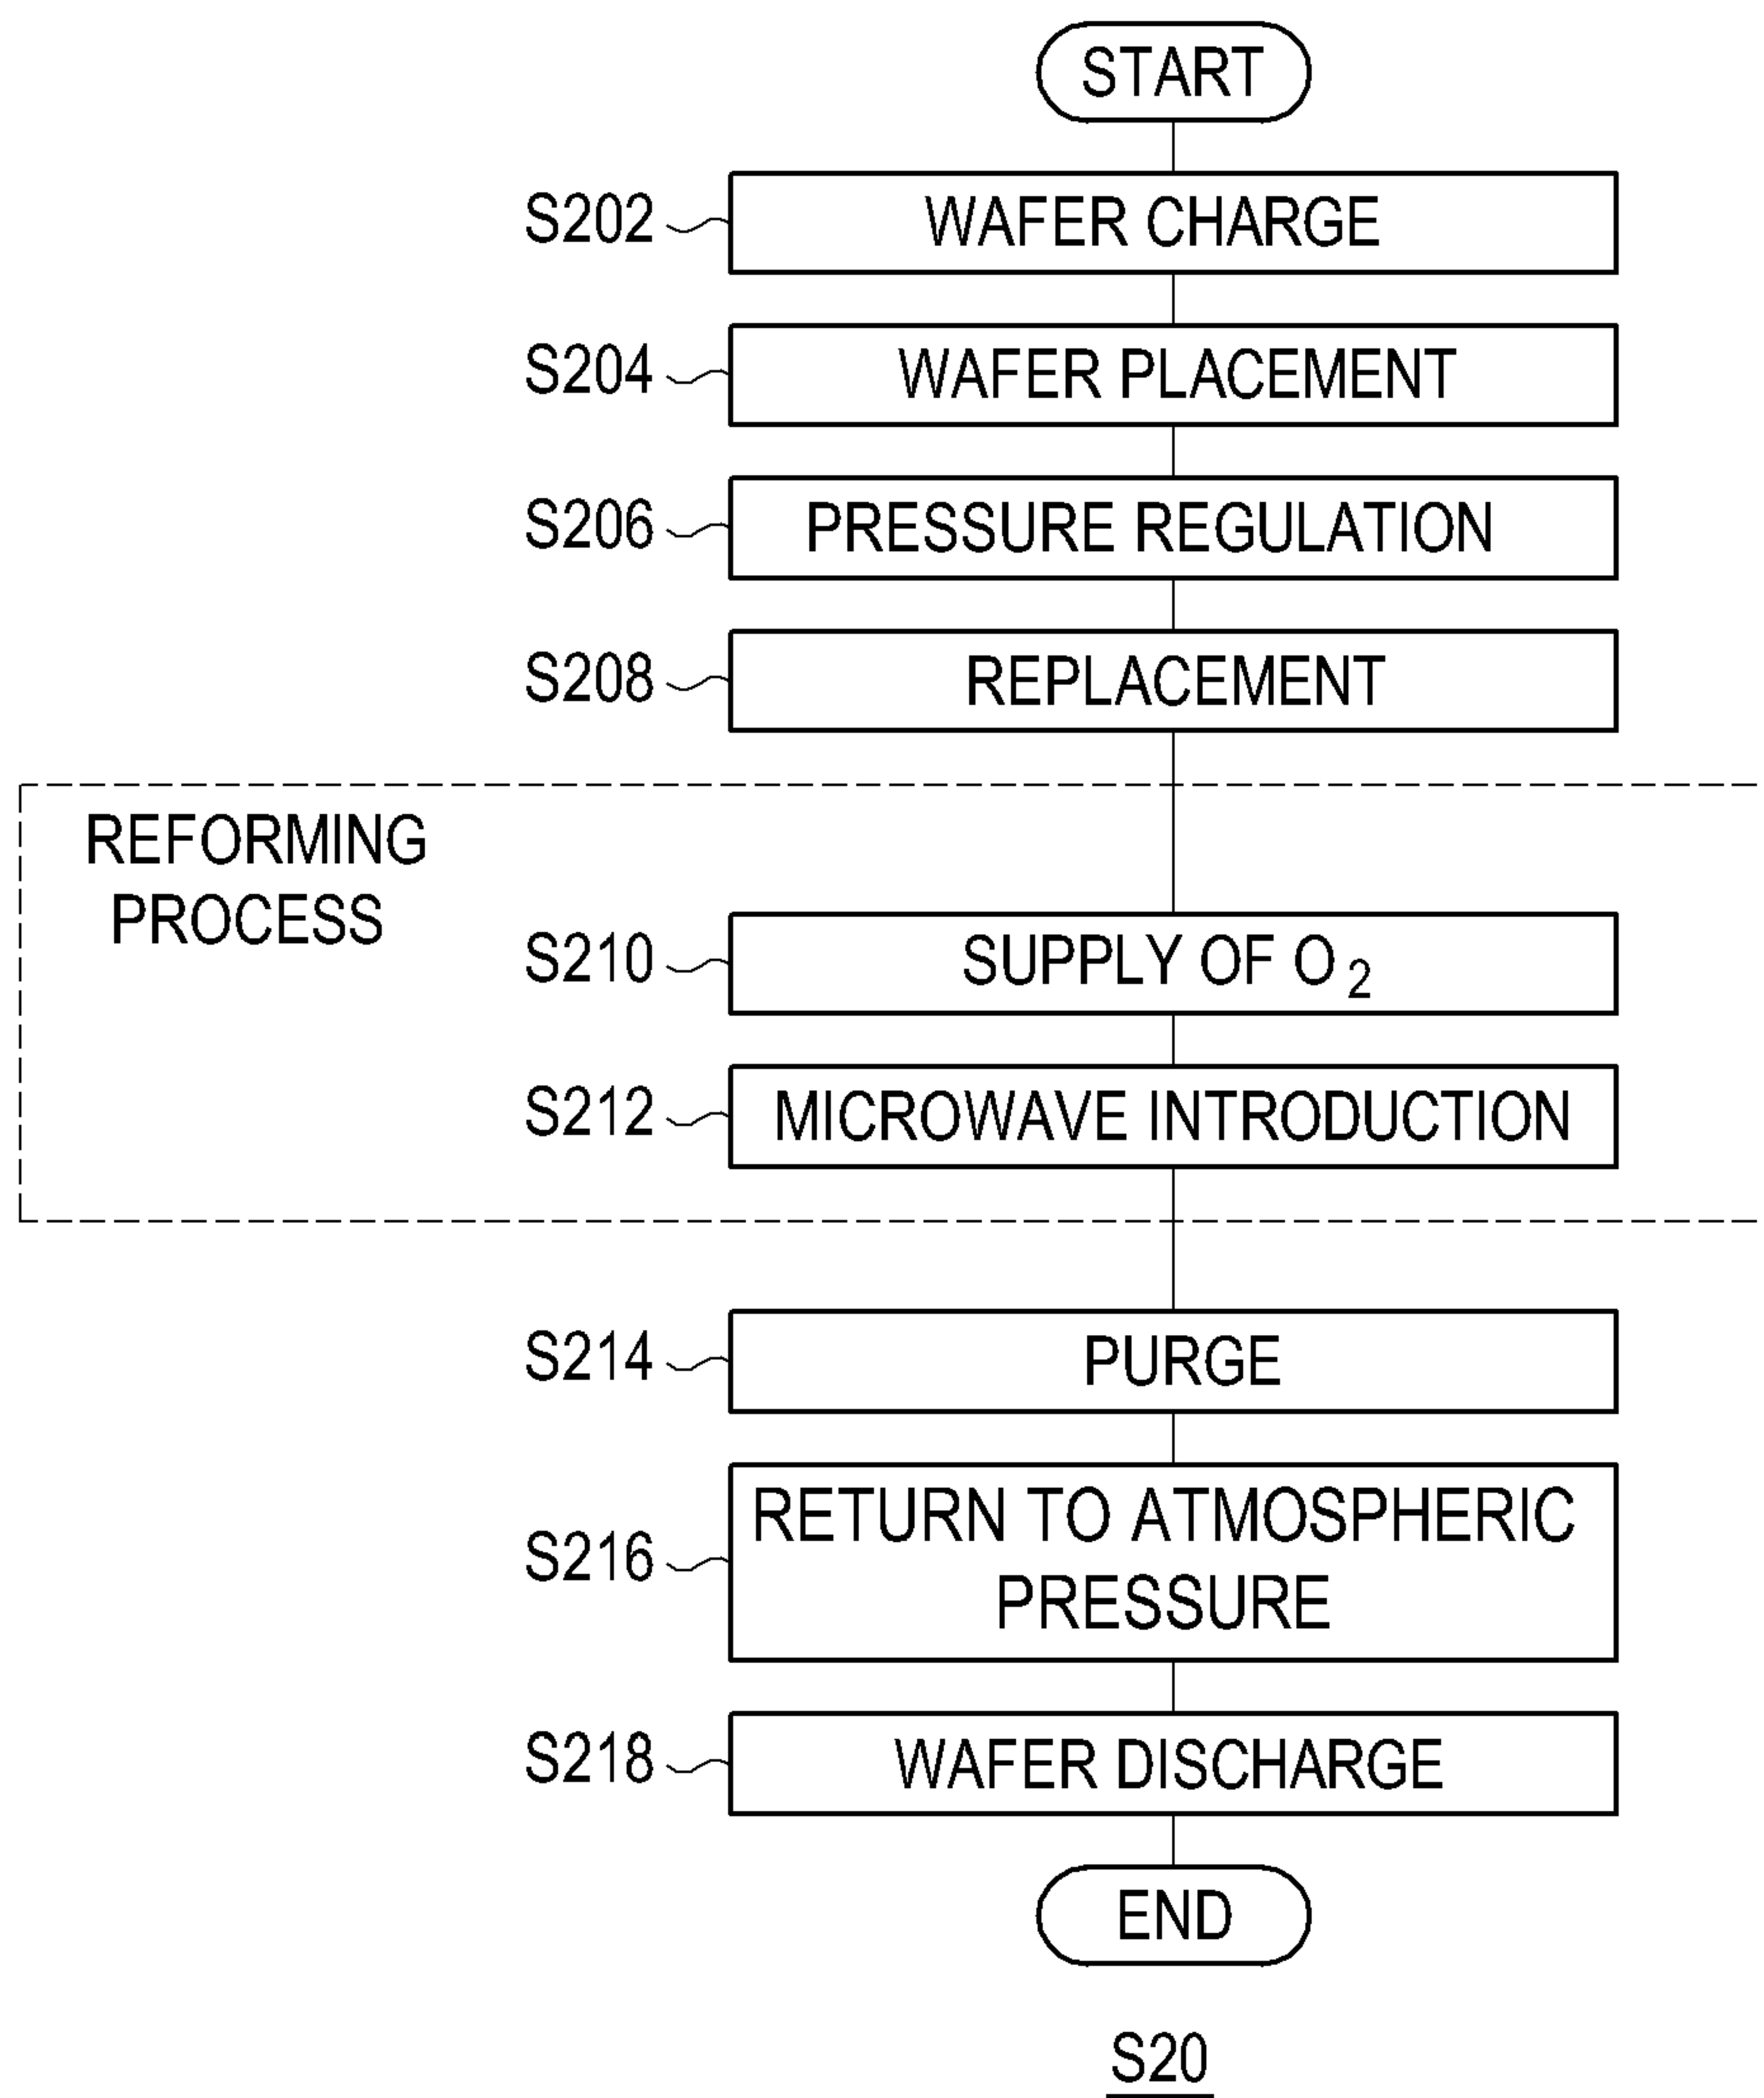 START
S202 WAFER CHARGE
S204 WAFER PLACEMENT
S206 PRESSURE REGULATION
S208 REPLACEMENT
REFORMING
PROCESS
S210 SUPPLY OF O2
S212 MICROWAVE INTRODUCTION
S214 PURGE
S216 RETURN TO ATMOSPHERIC
PRESSURE
S218 WAFER DISCHARGE
END
S20